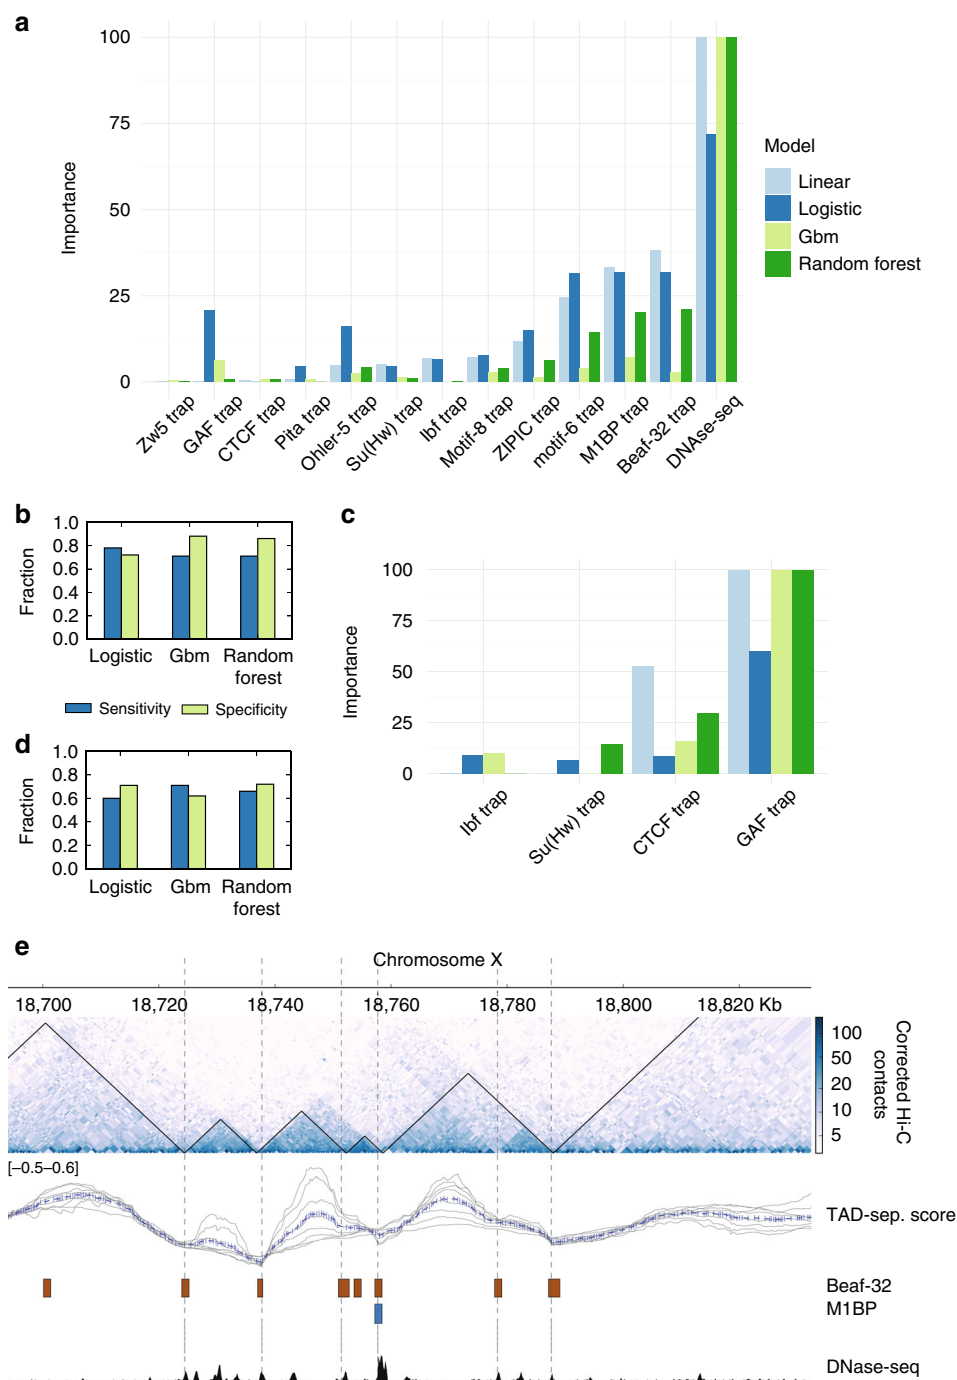 a
100
75
50
25
0
Importance
Zw5 trap
GAF trap
CTCF trap
Pita trap
Ohler-5 trap
Su(Hw) trap
Ibf trap
Motif-8 trap
ZIPIC trap
motif-6 trap
M1BP trap
Beaf-32 trap
DNAse-seq
Model
Linear
Logistic
Gbm
Random forest
b
1.0
0.8
0.6
0.4
0.2
0.0
Fraction
Logistic
Gbm
Random
forest
Sensitivity
Specificity
c
100
75
50
25
0
Importance
Ibf trap
Su(Hw) trap
CTCF trap
GAF trap
d
1.0
0.8
0.6
0.4
0.2
0.0
Fraction
Logistic
Gbm
Random
forest
e
Chromosome X
18,700
18,720
18,740
18,760
18,780
18,800
18,820 Kb
100
50
20
10
5
Corrected Hi-C
contacts
[–0.5–0.6]
TAD-sep. score
Beaf-32
M1BP
DNase-seq